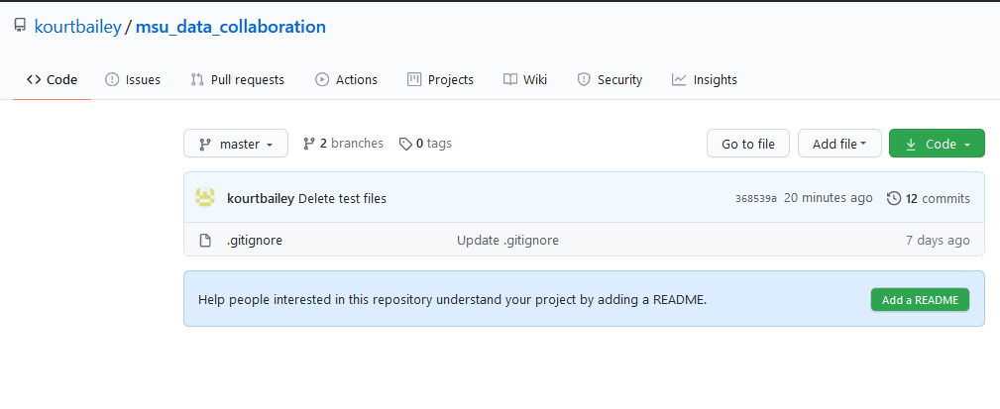 kourtbailey / msu_data_collaboration
Code Issues Pull requests Actions Projects Wiki Security Insights
master 2 branches 0 tags Go to file Add file Code
kourtbailey Delete test files 368539a 20 minutes ago 12 commits
.gitignore Update .gitignore 7 days ago
Help people interested in this repository understand your project by adding a README. Add a README